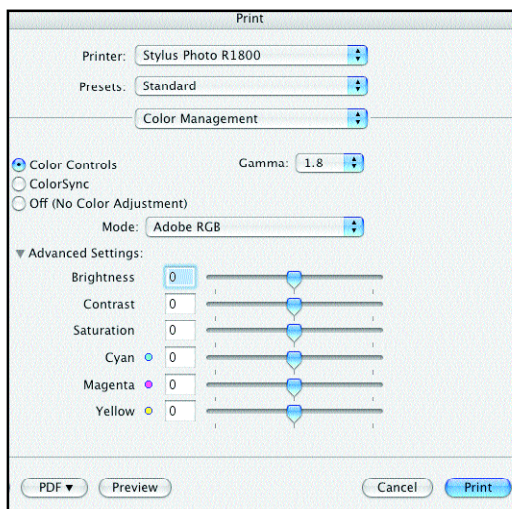 Print
Printer: Stylus Photo R1800
Presets: Standard
Color Management
Color Controls Gamma: 1.8
ColorSync
Off (No Color Adjustment)
Mode: Adobe RGB
Advanced Settings:
Brightness 0
Contrast 0
Saturation 0
Cyan 0
Magenta 0
Yellow 0
PDF Preview Cancel Print